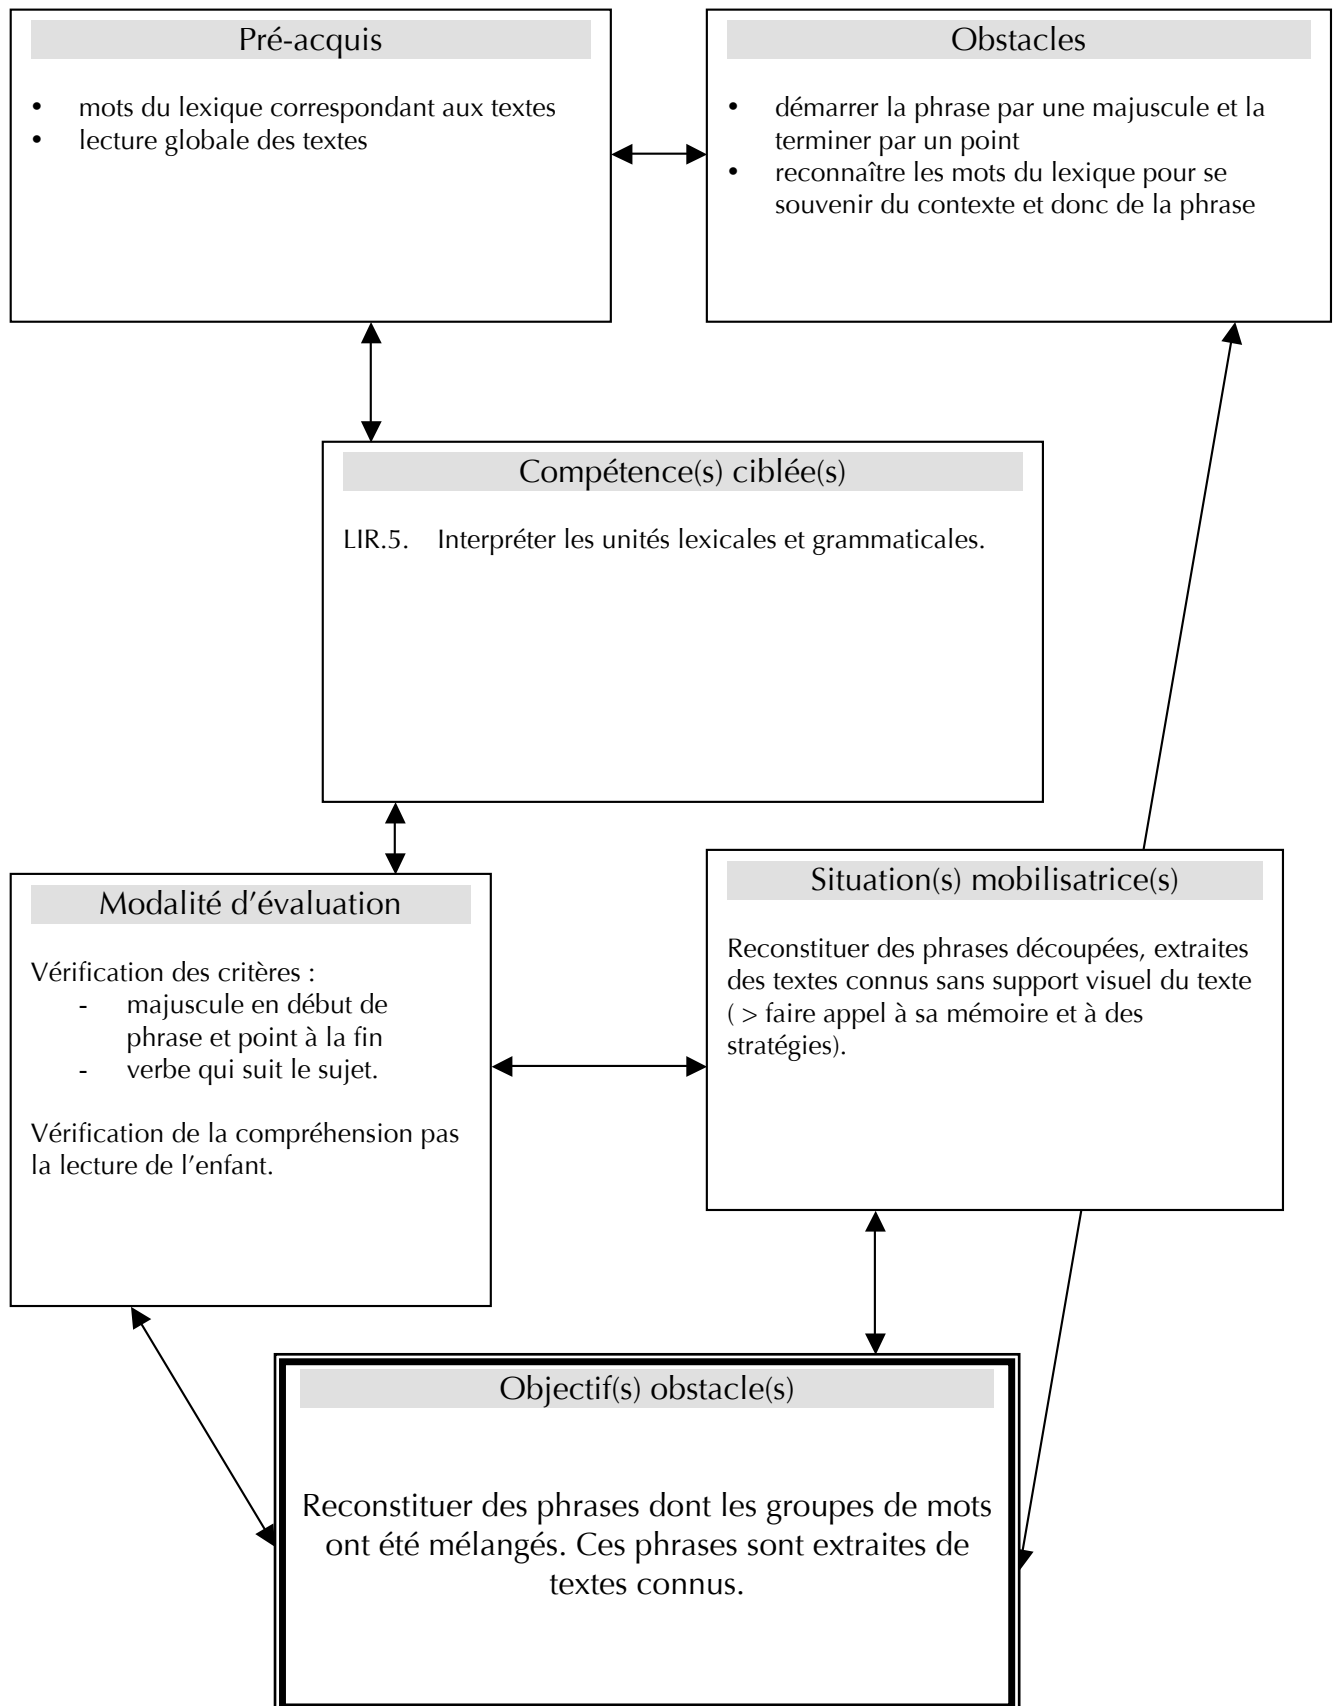 Pré-acquis
• mots du lexique correspondant aux textes
• lecture globale des textes
Obstacles
• démarrer la phrase par une majuscule et la
terminer par un point
• reconnaître les mots du lexique pour se
souvenir du contexte et donc de la phrase
Compétence(s) ciblée(s)
LIR.5. Interpréter les unités lexicales et grammaticales.
Modalité d’évaluation
Vérification des critères :
- majuscule en début de
phrase et point à la fin
- verbe qui suit le sujet.
Vérification de la compréhension pas
la lecture de l’enfant.
Situation(s) mobilisatrice(s)
Reconstituer des phrases découpées, extraites
des textes connus sans support visuel du texte
( > faire appel à sa mémoire et à des
stratégies).
Objectif(s) obstacle(s)
Reconstituer des phrases dont les groupes de mots
ont été mélangés. Ces phrases sont extraites de
textes connus.